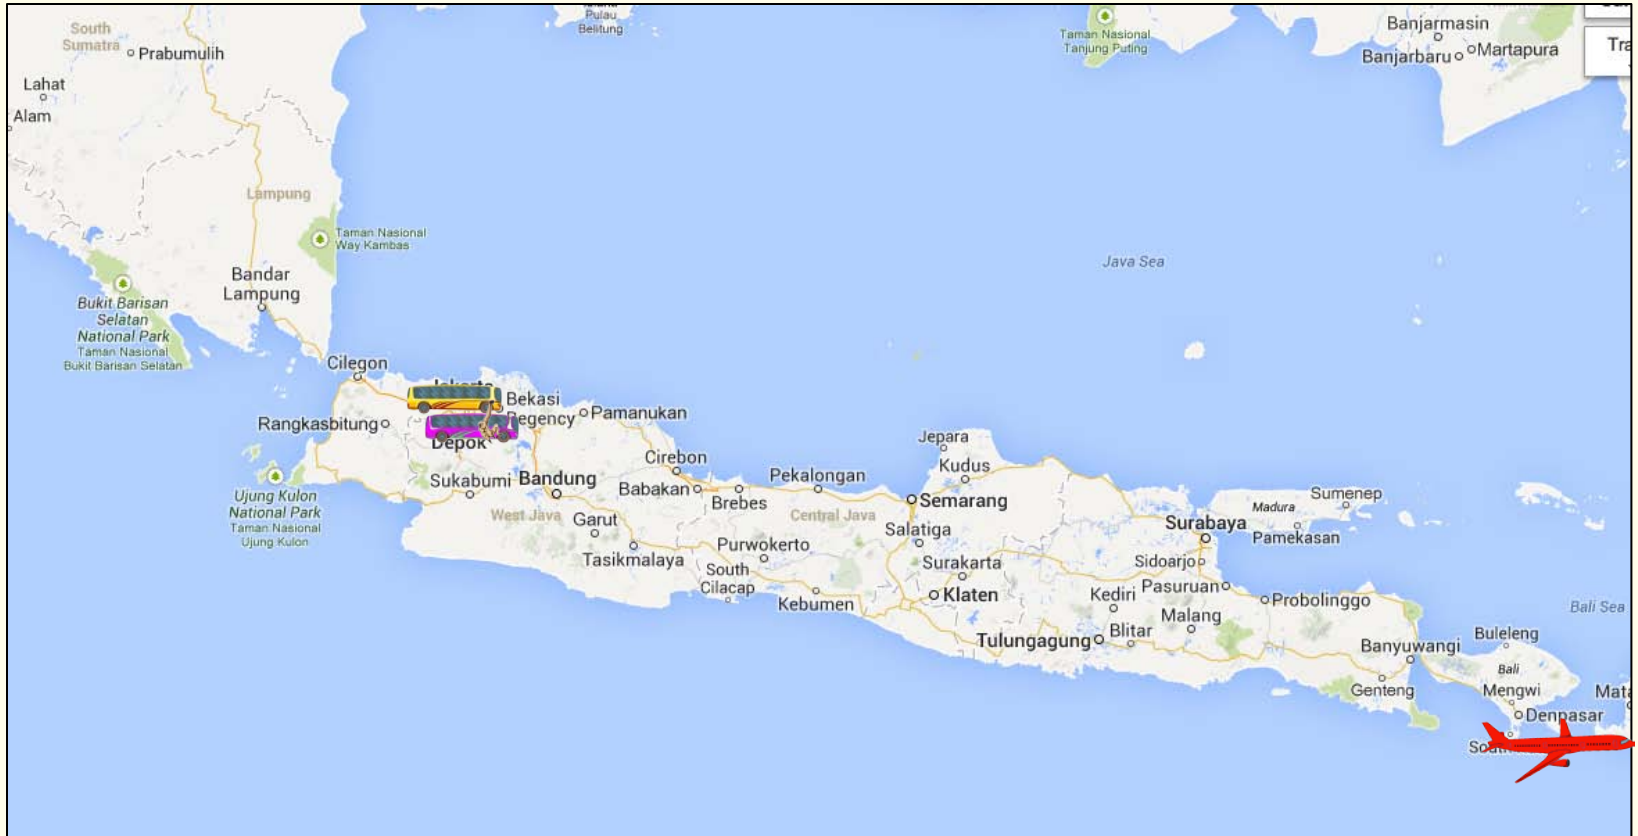 Pulau
Belitung
South
Sumatra
Prabumulih
Lahat
Alam
Taman Nasional
Tanjung Puting
Banjarmasin
Banjarbaru
Martapura
Lampung
Taman Nasional
Way Kambas
Bandar
Lampung
Bukit Barisan
Selatan
National Park
Taman Nasional
Bukit Barisan Selatan
Java Sea
Cilegon
Jakarta
Bekasi
Regency
Pamanukan
Rangkasbitung
Depok
Sukabumi
Bandung
Cirebon
Babakan
Brebes
Pekalongan
Jepara
Kudus
Semarang
Ujung Kulon
National Park
Taman Nasional
Ujung Kulon
West Java
Garut
Tasikmalaya
Central Java
Purwokerto
South
Cilacap
Kebumen
Salatiga
Surakarta
Klaten
Surabaya
Madura
Sumenep
Pamekasan
Sidoarjo
Pasuruan
Probolinggo
Kediri
Malang
Tulungagung
Blitar
Banyuwangi
Genteng
Bali Sea
Buleleng
Bali
Mengwi
Denpasar